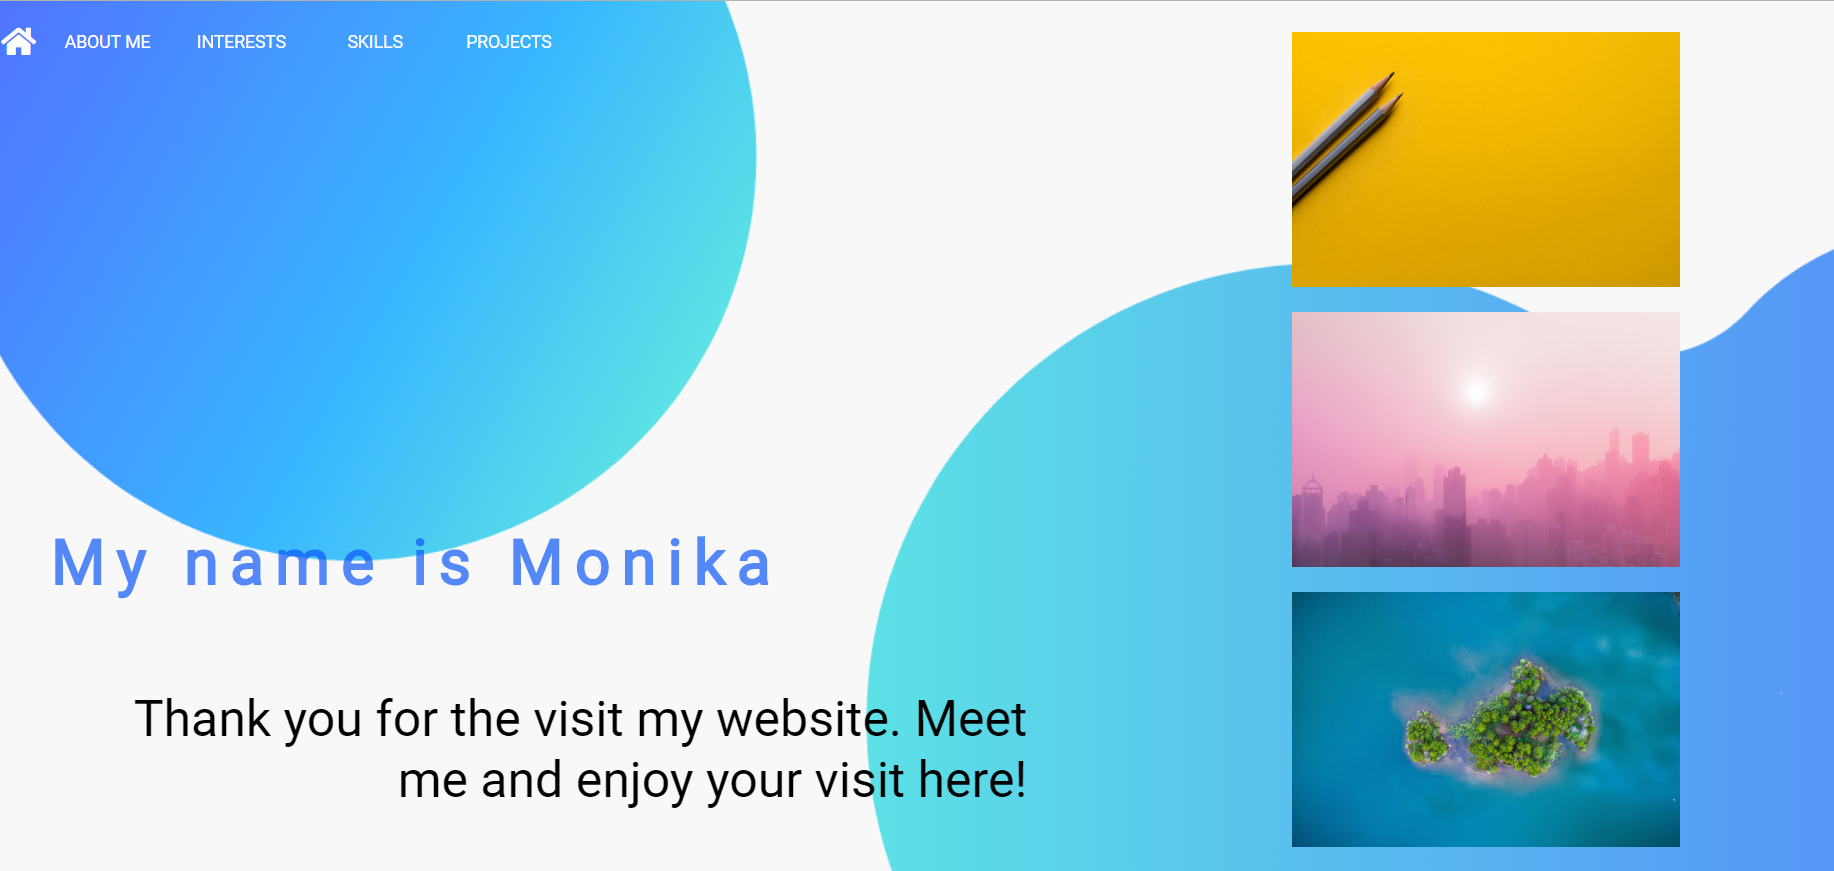 ABOUT ME INTERESTS SKILLS PROJECTS
My name is Monika
Thank you for the visit my website. Meet
me and enjoy your visit here!